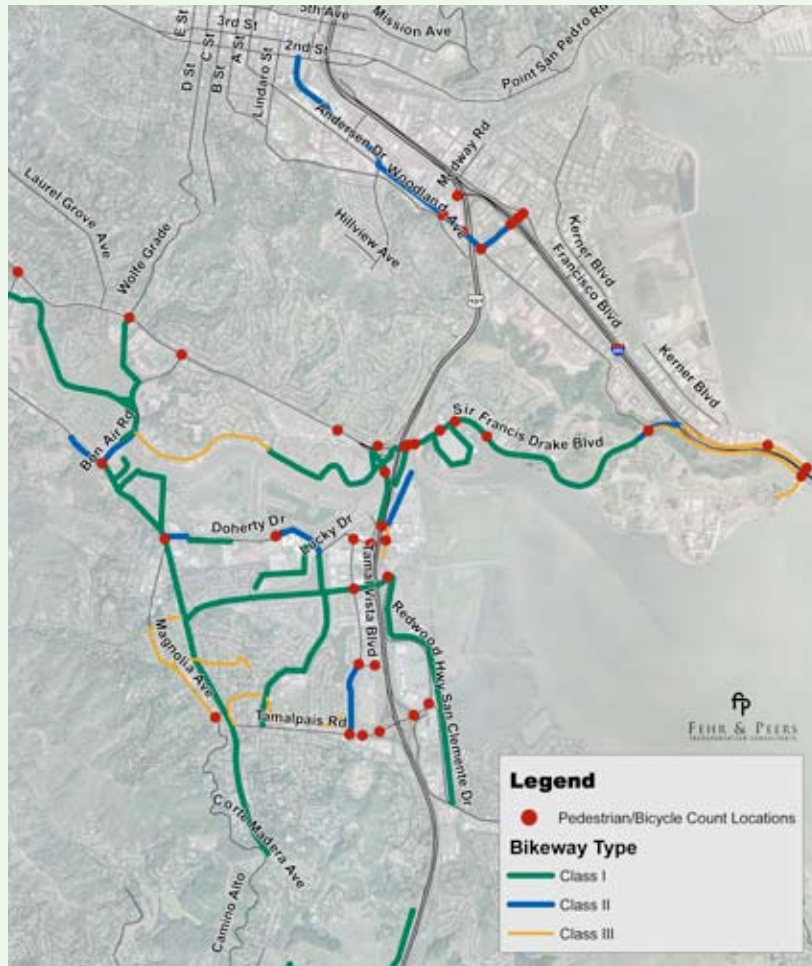 5th Ave
Mission Ave
3rd St
2nd St
E St
D St
C St
B St
A St
Lindaro St
Point San Pedro Rd
Andersen Dr
Woodland Ave
Medway Rd
Hillview Ave
Laurel Grove Ave
Wolfe Grade
Kerner Blvd
Francisco Blvd
101
Kerner Blvd
Sir Francis Drake Blvd
Bon Air Rd
Doherty Dr
Lucky Dr
Tamal Vista Blvd
Redwood Hwy
San Clemente Dr
Magnolia Ave
Tamalpais Rd
Corte Madera Ave
Camino Alto
FEHR & PEERS
TRANSPORTATION CONSULTANTS
Legend
Pedestrian/Bicycle Count Locations
Bikeway Type
Class I
Class II
Class III